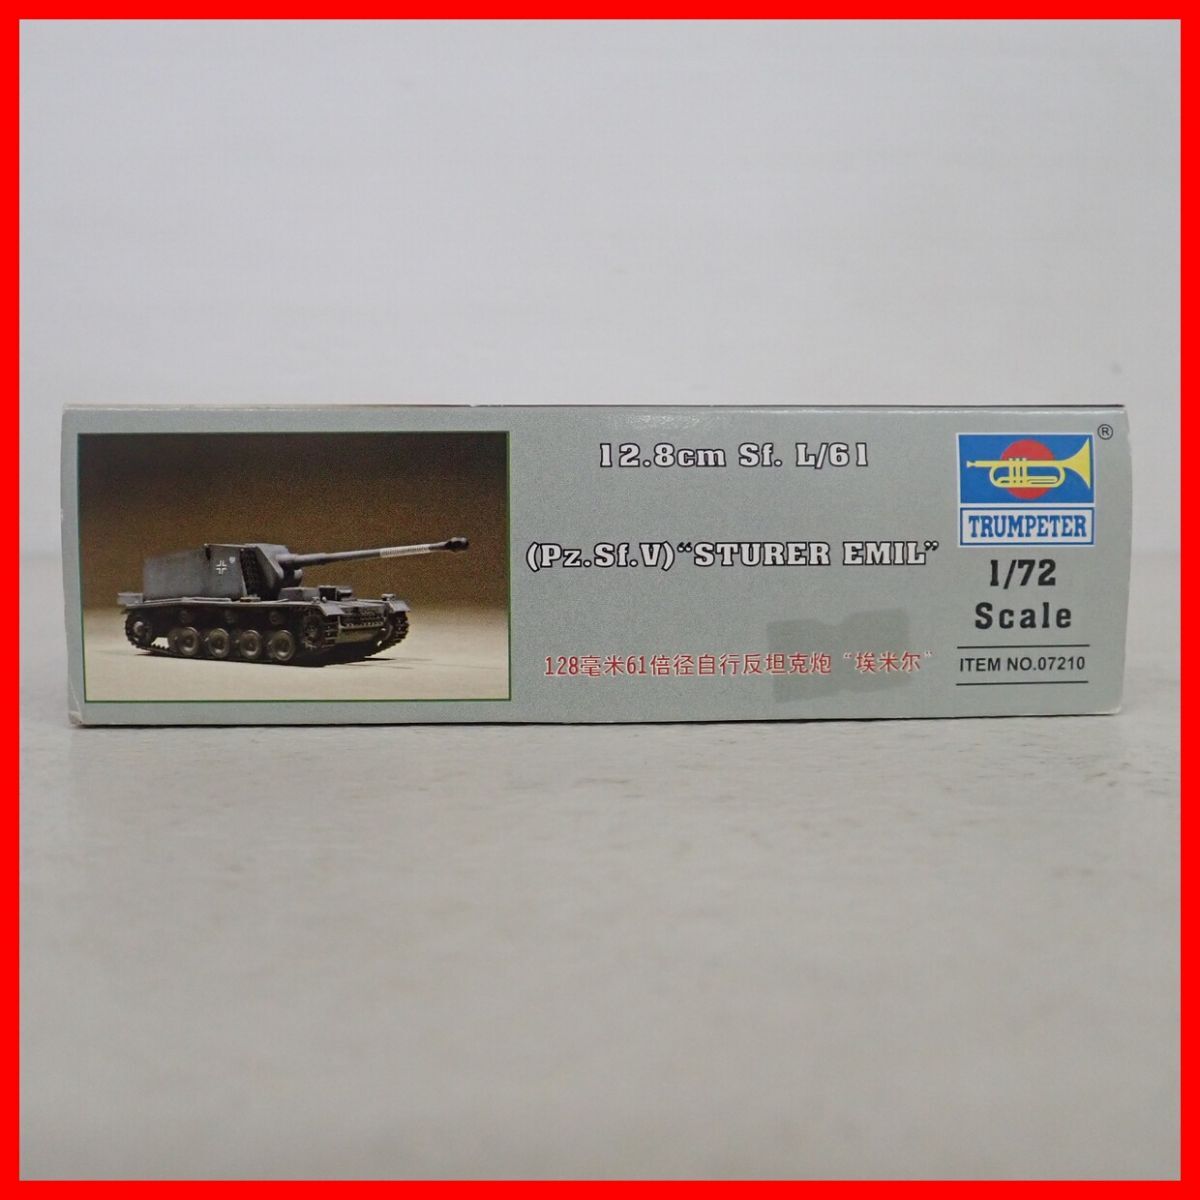 12.8cm Sf. L/61
(Pz.Sf.V)“STURER EMIL”
128毫米61倍径自行反坦克炮“埃米尔”
®
TRUMPETER
1/72
Scale
ITEM NO.07210